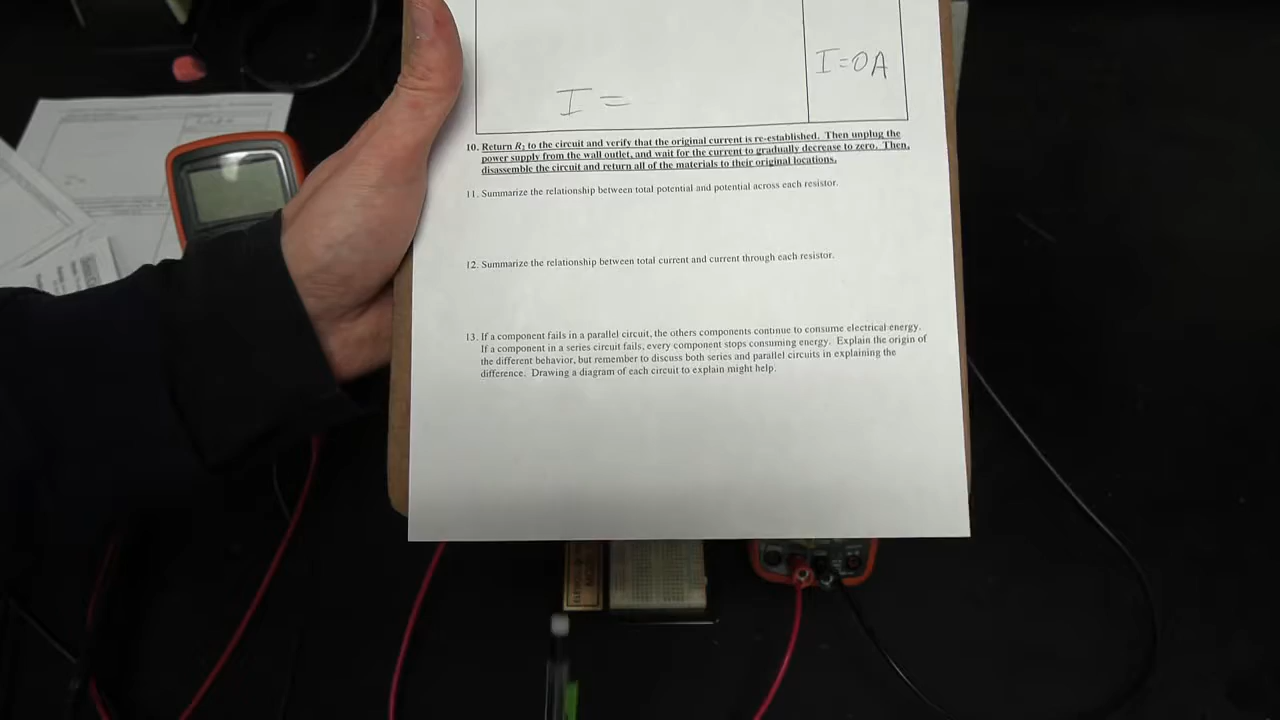 I = 0A
I =
10. Return R2 to the circuit and verify that the original current is re-established. Then unplug the
power supply from the wall outlet, and wait for the current to gradually decrease to zero. Then,
disassemble the circuit and return all of the materials to their original locations.
11. Summarize the relationship between total potential and potential across each resistor.
12. Summarize the relationship between total current and current through each resistor.
13. If a component fails in a parallel circuit, the others components continue to consume electrical energy.
If a component in a series circuit fails, every component stops consuming energy. Explain the origin of
the different behavior, but remember to discuss both series and parallel circuits in explaining the
difference. Drawing a diagram of each circuit to explain might help.